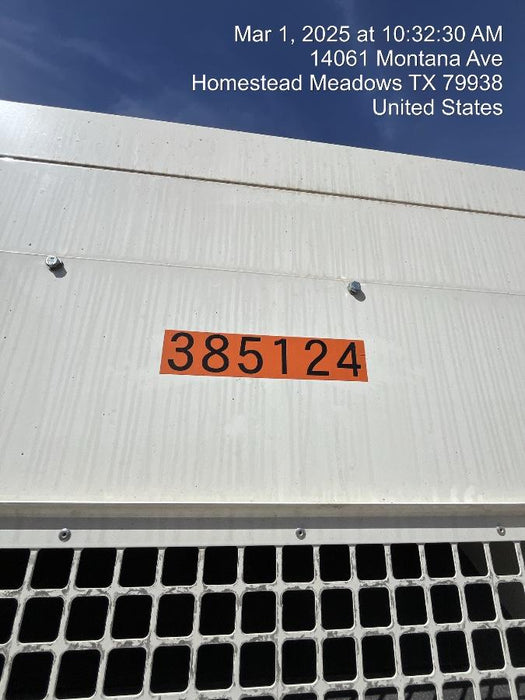 Mar 1, 2025 at 10:32:30 AM
14061 Montana Ave
Homestead Meadows TX 79938
United States
385124